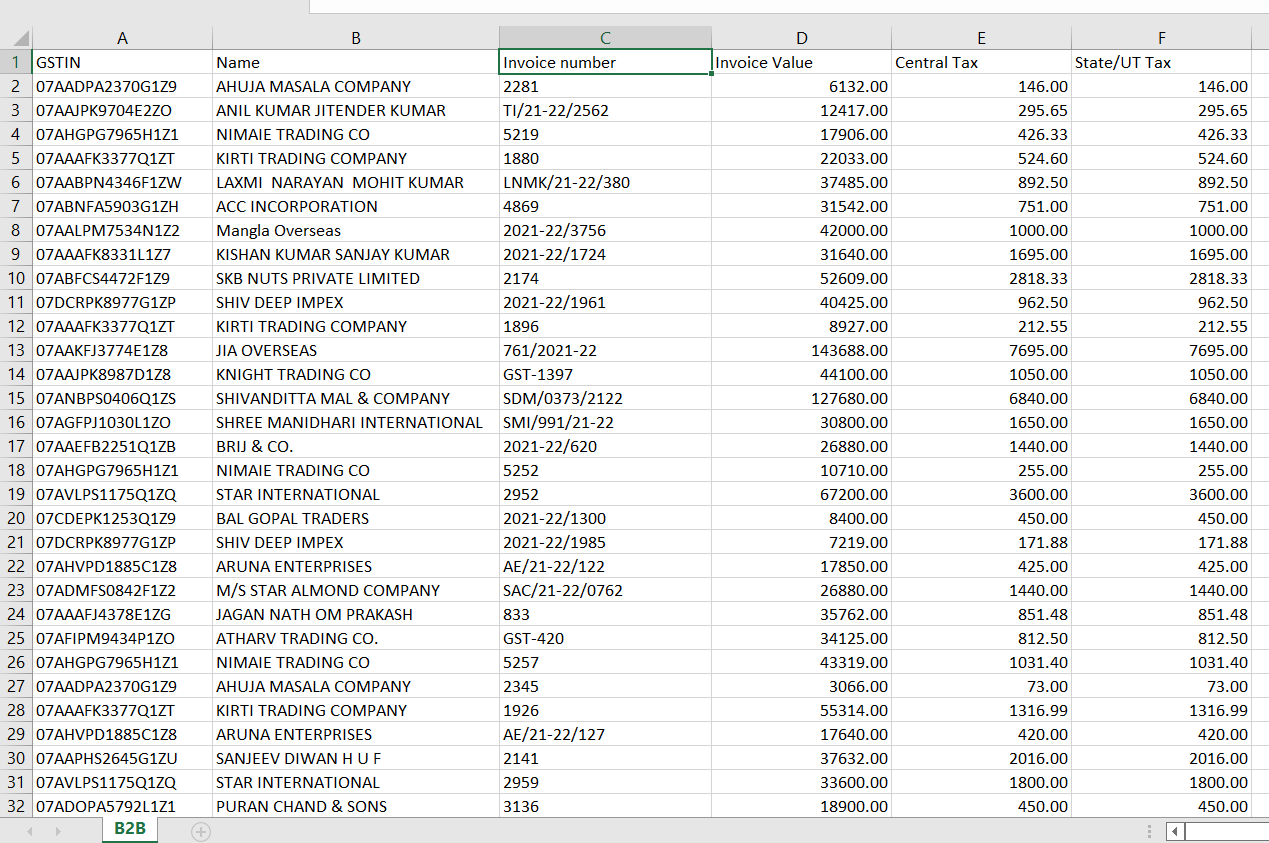 A B C D E F
1 GSTIN Name Invoice number Invoice Value Central Tax State/UT Tax
2 07AADPA2370G1Z9 AHUJA MASALA COMPANY 2281 6132.00 146.00 146.00
3 07AAJPK9704E2ZO ANIL KUMAR JITENDER KUMAR TI/21-22/2562 12417.00 295.65 295.65
4 07AHGPG7965H1Z1 NIMAIE TRADING CO 5219 17906.00 426.33 426.33
5 07AAAFK3377Q1ZT KIRTI TRADING COMPANY 1880 22033.00 524.60 524.60
6 07AABPN4346F1ZW LAXMI  NARAYAN  MOHIT KUMAR LNMK/21-22/380 37485.00 892.50 892.50
7 07ABNFA5903G1ZH ACC INCORPORATION 4869 31542.00 751.00 751.00
8 07AALPM7534N1Z2 Mangla Overseas 2021-22/3756 42000.00 1000.00 1000.00
9 07AAAFK8331L1Z7 KISHAN KUMAR SANJAY KUMAR 2021-22/1724 31640.00 1695.00 1695.00
10 07ABFCS4472F1Z9 SKB NUTS PRIVATE LIMITED 2174 52609.00 2818.33 2818.33
11 07DCRPK8977G1ZP SHIV DEEP IMPEX 2021-22/1961 40425.00 962.50 962.50
12 07AAAFK3377Q1ZT KIRTI TRADING COMPANY 1896 8927.00 212.55 212.55
13 07AAKFJ3774E1Z8 JIA OVERSEAS 761/2021-22 143688.00 7695.00 7695.00
14 07AAJPK8987D1Z8 KNIGHT TRADING CO GST-1397 44100.00 1050.00 1050.00
15 07ANBPS0406Q1ZS SHIVANDITTA MAL & COMPANY SDM/0373/2122 127680.00 6840.00 6840.00
16 07AGFPJ1030L1ZO SHREE MANIDHARI INTERNATIONAL SMI/991/21-22 30800.00 1650.00 1650.00
17 07AAEFB2251Q1ZB BRIJ & CO. 2021-22/620 26880.00 1440.00 1440.00
18 07AHGPG7965H1Z1 NIMAIE TRADING CO 5252 10710.00 255.00 255.00
19 07AVLPS1175Q1ZQ STAR INTERNATIONAL 2952 67200.00 3600.00 3600.00
20 07CDEPK1253Q1Z9 BAL GOPAL TRADERS 2021-22/1300 8400.00 450.00 450.00
21 07DCRPK8977G1ZP SHIV DEEP IMPEX 2021-22/1985 7219.00 171.88 171.88
22 07AHVPD1885C1Z8 ARUNA ENTERPRISES AE/21-22/122 17850.00 425.00 425.00
23 07ADMFS0842F1Z2 M/S STAR ALMOND COMPANY SAC/21-22/0762 26880.00 1440.00 1440.00
24 07AAAFJ4378E1ZG JAGAN NATH OM PRAKASH 833 35762.00 851.48 851.48
25 07AFIPM9434P1ZO ATHARV TRADING CO. GST-420 34125.00 812.50 812.50
26 07AHGPG7965H1Z1 NIMAIE TRADING CO 5257 43319.00 1031.40 1031.40
27 07AADPA2370G1Z9 AHUJA MASALA COMPANY 2345 3066.00 73.00 73.00
28 07AAAFK3377Q1ZT KIRTI TRADING COMPANY 1926 55314.00 1316.99 1316.99
29 07AHVPD1885C1Z8 ARUNA ENTERPRISES AE/21-22/127 17640.00 420.00 420.00
30 07AAPHS2645G1ZU SANJEEV DIWAN H U F 2141 37632.00 2016.00 2016.00
31 07AVLPS1175Q1ZQ STAR INTERNATIONAL 2959 33600.00 1800.00 1800.00
32 07ADOPA5792L1Z1 PURAN CHAND & SONS 3136 18900.00 450.00 450.00
B2B